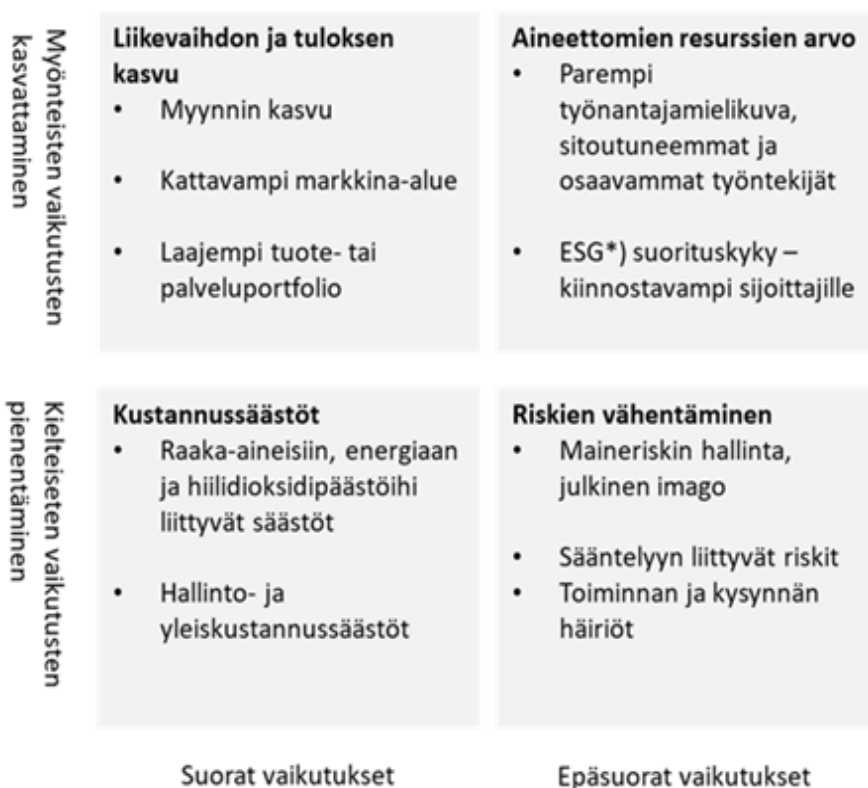 Myönteisten vaikutusten
kasvattaminen
Liikevaihdon ja tuloksen
kasvu
• Myynnin kasvu
• Kattavampi markkina-alue
• Laajempi tuote- tai
palveluportfolio
Aineettomien resurssien arvo
• Parempi
työnantajamielikuva,
sitoutuneemmat ja
osaavammat työntekijät
• ESG*) suorituskyky –
kiinnostavampi sijoittajille
Kielteiseten vaikutusten
pienentäminen
Kustannussäästöt
• Raaka-aineisiin, energiaan
ja hiilidioksidipäästöihi
liittyvät säästöt
• Hallinto- ja
yleiskustannussäästöt
Riskien vähentäminen
• Maineriskin hallinta,
julkinen imago
• Sääntelyyn liittyvät riskit
• Toiminnan ja kysynnän
häiriöt
Suorat vaikutukset
Epäsuorat vaikutukset